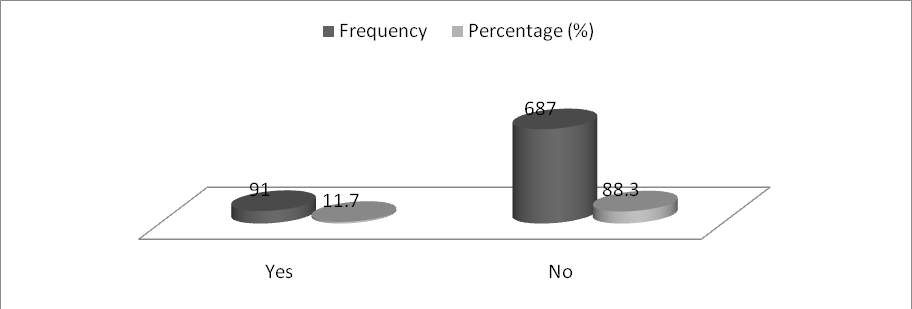 Frequency Percentage (%)
687
91
11.7
88.3
Yes No